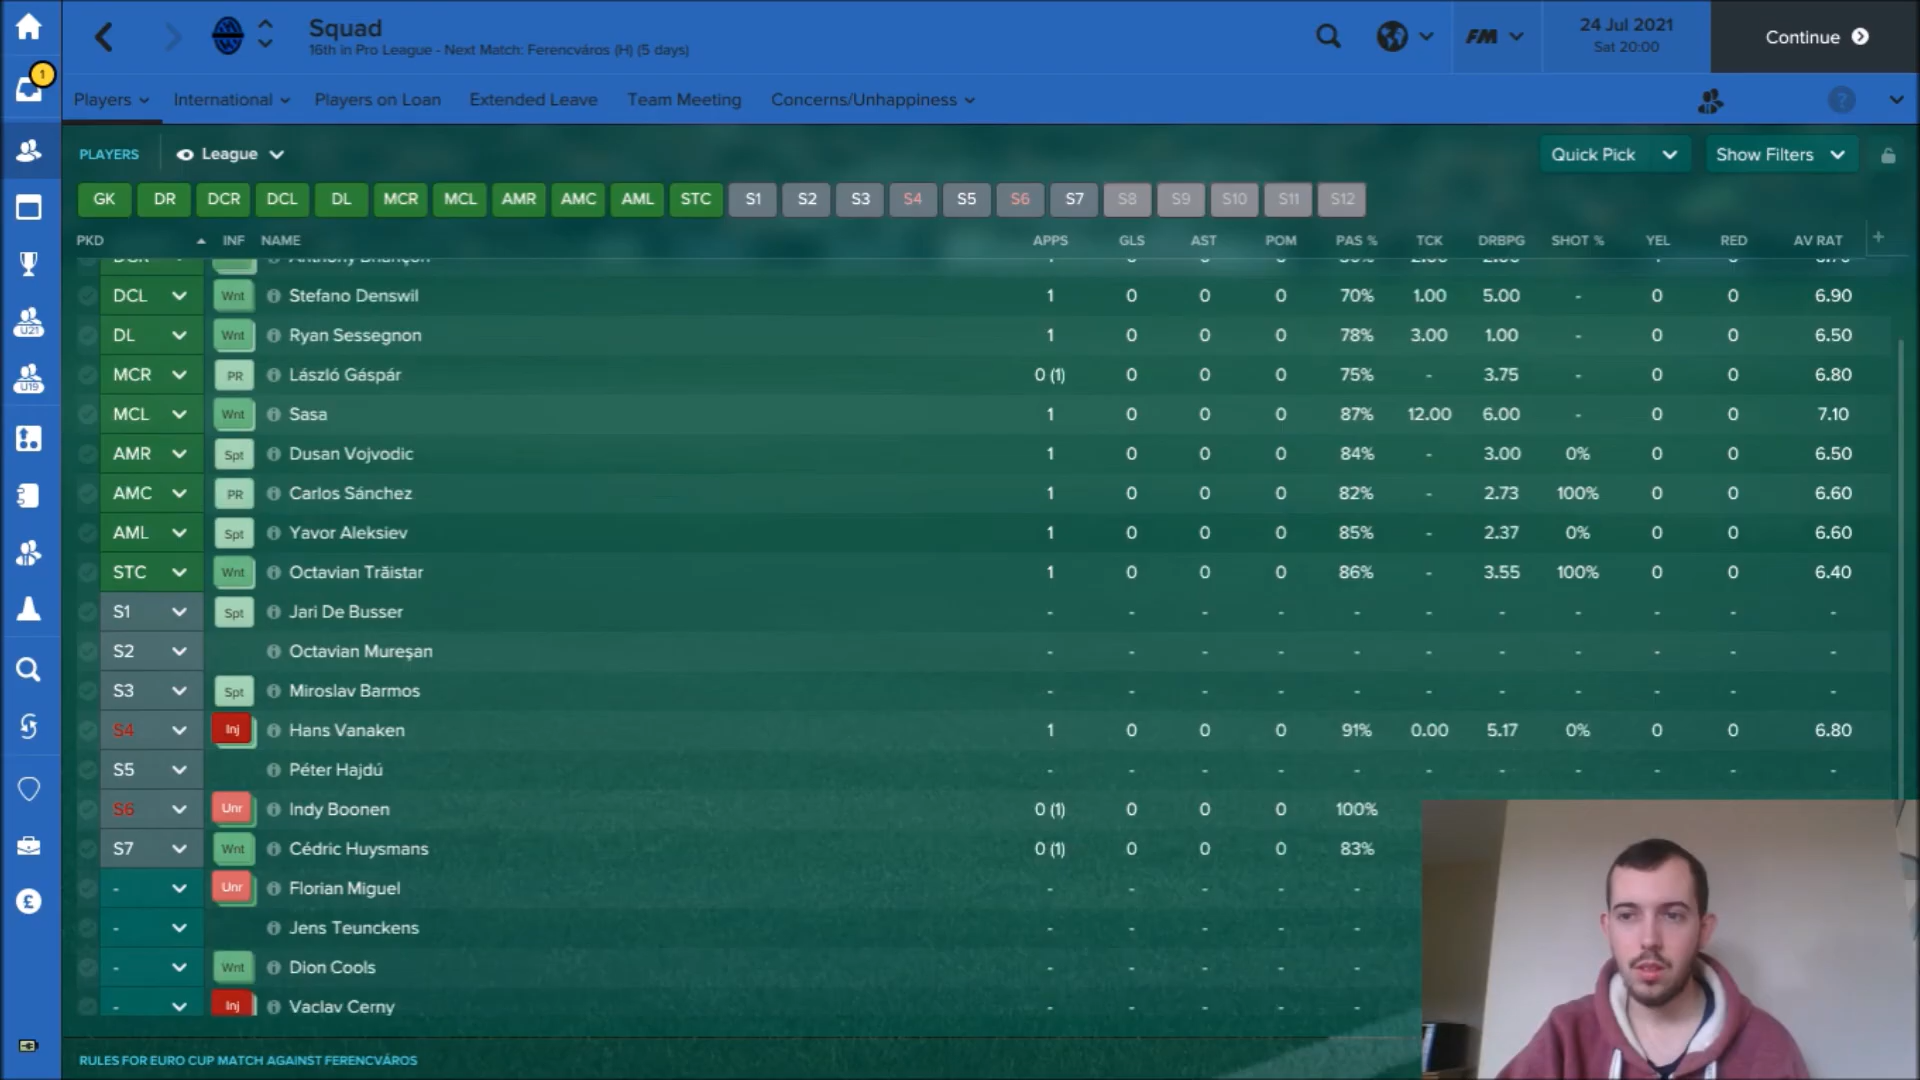 Squad
16th in Pro League - Next Match: Ferencváros (H) (5 days)
FM
24 Jul 2021
Sat 20:00
Continue
1
Players International Players on Loan Extended Leave Team Meeting Concerns/Unhappiness ?
PLAYERS League Quick Pick Show Filters
GK DR DCR DCL DL MCR MCL AMR AMC AML STC S1 S2 S3 S4 S5 S6 S7 S8 S9 S10 S11 S12
PKD INF NAME APPS GLS AST POM PAS % TCK DRBPG SHOT % YEL RED AV RAT +
DCL Wnt Stefano Denswil 1 0 0 0 70% 1.00 5.00 - 0 0 6.90
DL Wnt Ryan Sessegnon 1 0 0 0 78% 3.00 1.00 - 0 0 6.50
MCR PR László Gáspár 0 (1) 0 0 0 75% - 3.75 - 0 0 6.80
MCL Wnt Sasa 1 0 0 0 87% 12.00 6.00 - 0 0 7.10
AMR Spt Dusan Vojvodic 1 0 0 0 84% - 3.00 0% 0 0 6.50
AMC PR Carlos Sánchez 1 0 0 0 82% - 2.73 100% 0 0 6.60
AML Spt Yavor Aleksiev 1 0 0 0 85% - 2.37 0% 0 0 6.60
STC Wnt Octavian Trăistar 1 0 0 0 86% - 3.55 100% 0 0 6.40
S1 Spt Jari De Busser - - - - - - - - - - -
S2 Octavian Mureşan - - - - - - - - - - -
S3 Spt Miroslav Barmos - - - - - - - - - - -
S4 Inj Hans Vanaken 1 0 0 0 91% 0.00 5.17 0% 0 0 6.80
S5 Péter Hajdú - - - - - - - - - - -
S6 Unr Indy Boonen 0 (1) 0 0 0 100%
S7 Wnt Cédric Huysmans 0 (1) 0 0 0 83%
- Unr Florian Miguel - - - - -
- Jens Teunckens - - - - -
- Wnt Dion Cools - - - - -
- Inj Vaclav Cerny - - - - -
U21
U19
£
RULES FOR EURO CUP MATCH AGAINST FERENCVÁROS